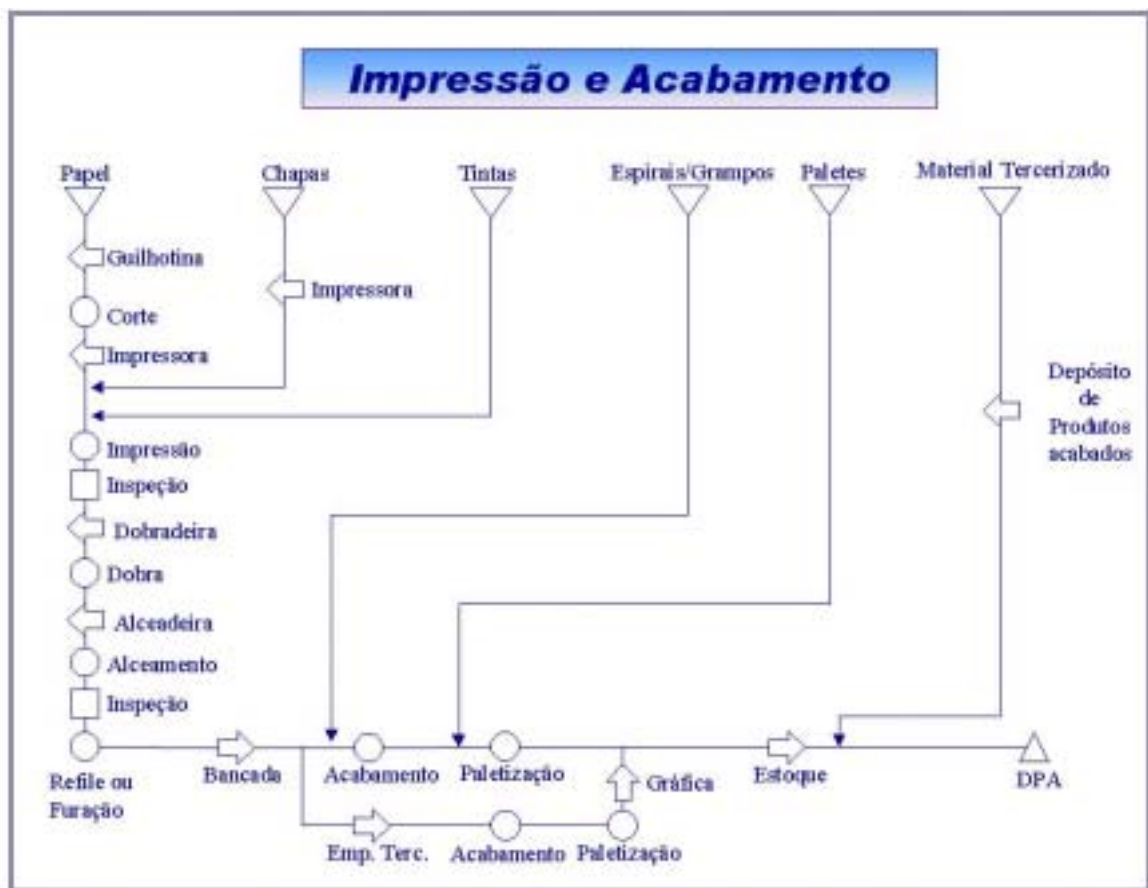 Impressão e Acabamento
Papel
Chapas
Tintas
Espirais/Grampos
Paletes
Material Tercerizado
Guilhotina
Impressora
Corte
Impressora
Depósito
de
Produtos
acabados
Impressão
Inspeção
Dobradeira
Dobra
Alceadeira
Alceamento
Inspeção
Refile ou
Furação
Bancada
Acabamento
Paletização
Gráfica
Estoque
DPA
Emp. Terc.
Acabamento
Paletização